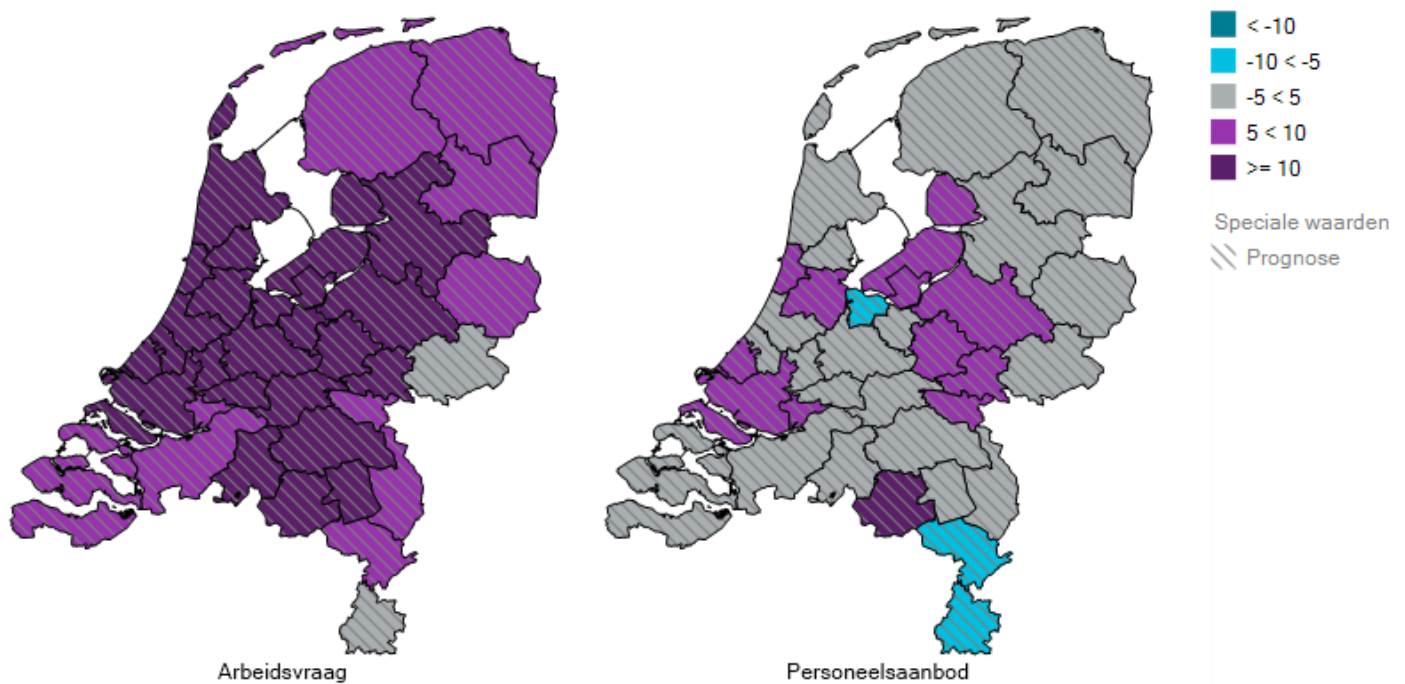 < -10
-10 < -5
-5 < 5
5 < 10
>= 10
Speciale waarden
Prognose
Arbeidsvraag
Personeelsaanbod